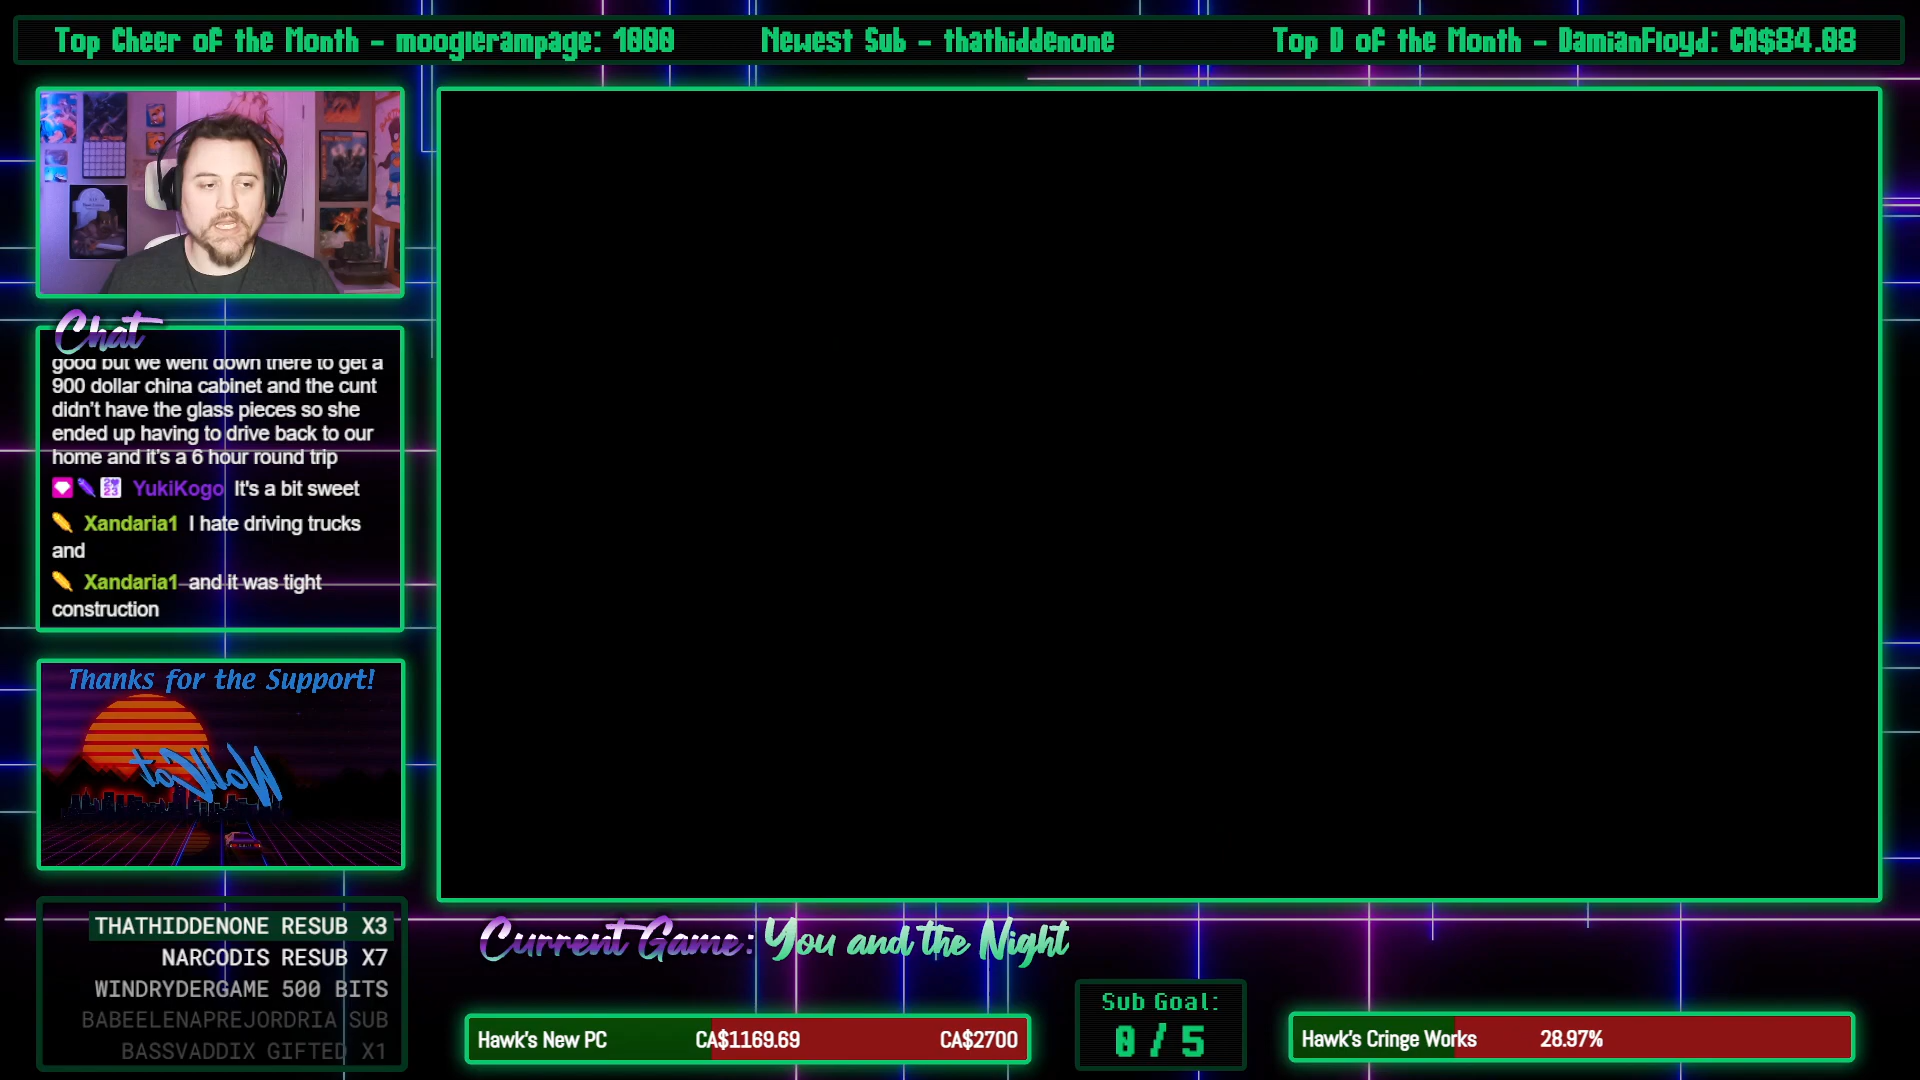 Top Cheer of the Month - moogierampage: 1000
Newest Sub - thathiddenone
Top D of the Month - DamianFloyd: CA$84.08
Chat
good but we went down there to get a
900 dollar china cabinet and the cunt
didn't have the glass pieces so she
ended up having to drive back to our
home and it's a 6 hour round trip
YukiKogo It's a bit sweet
Xandaria1 I hate driving trucks
and
Xandaria1 and it was tight
construction
Thanks for the Support!
THATHIDDENONE RESUB X3
NARCODIS RESUB X7
WINDRYDERGAME 500 BITS
BABEELENAPREJORDRIA SUB
BASSVADDIX GIFTED X1
Current Game: You and the Night
Hawk's New PC CA$1169.69 CA$2700
Sub Goal:
0 / 5
Hawk's Cringe Works 28.97%